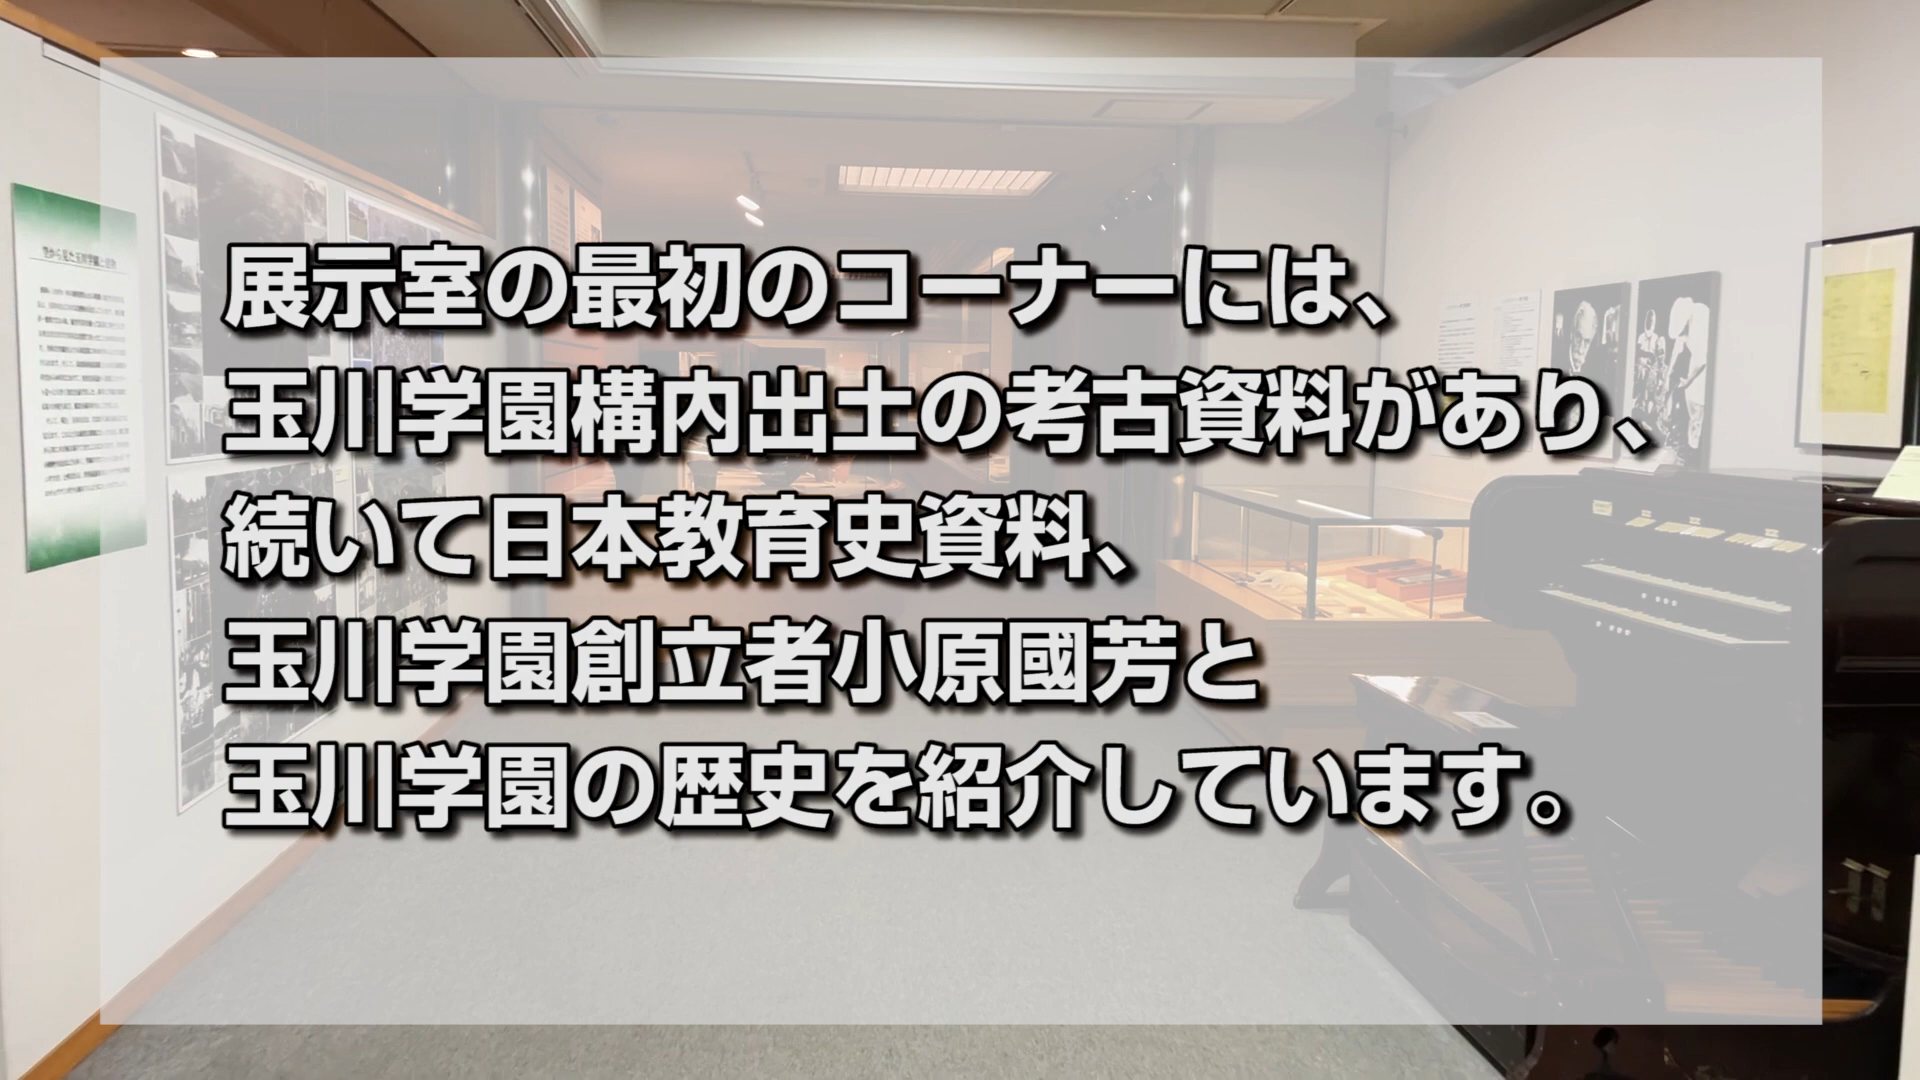 展示室の最初のコーナーには、
玉川学園構内出土の考古資料があり、
続いて日本教育史資料、
玉川学園創立者小原國芳と
玉川学園の歴史を紹介しています。